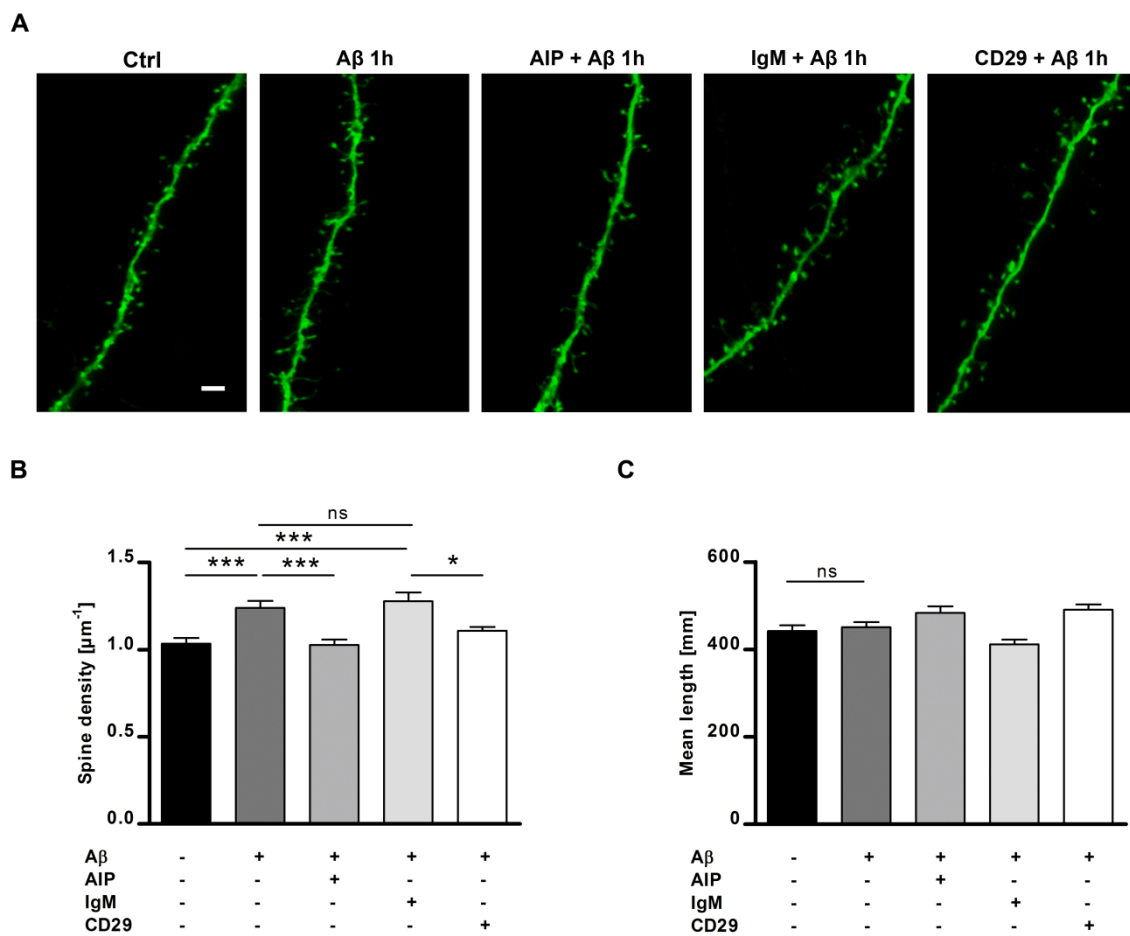 A
Ctrl Aβ 1h AIP + Aβ 1h IgM + Aβ 1h CD29 + Aβ 1h
B
ns
***
*** *** *
1.5
1.0
0.5
0.0
Spine density [µm⁻¹]
Aβ - + + + +
AIP - - + - -
IgM - - - + -
CD29 - - - - +
C
ns
600
400
200
0
Mean length [mm]
Aβ - + + + +
AIP - - + - -
IgM - - - + -
CD29 - - - - +